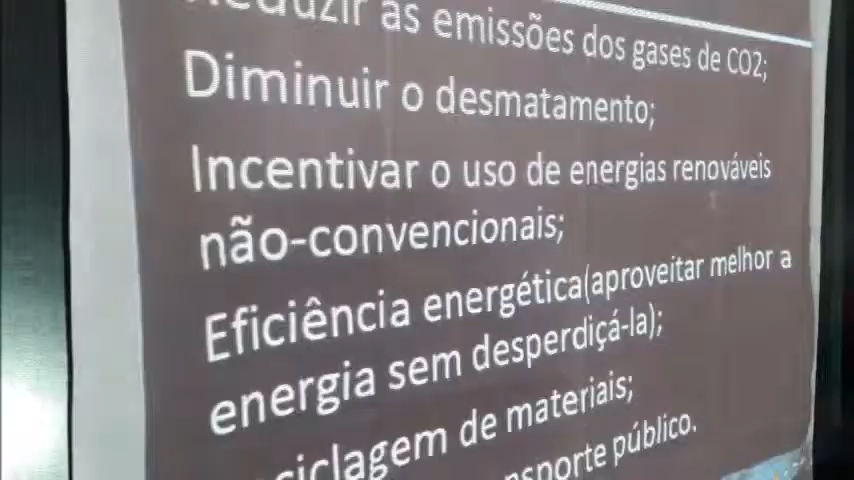 Reduzir as emissões dos gases de CO2;
Diminuir o desmatamento;
Incentivar o uso de energias renováveis
não-convencionais;
Eficiência energética(aproveitar melhor a
energia sem desperdiçá-la);
de materiais;
público.